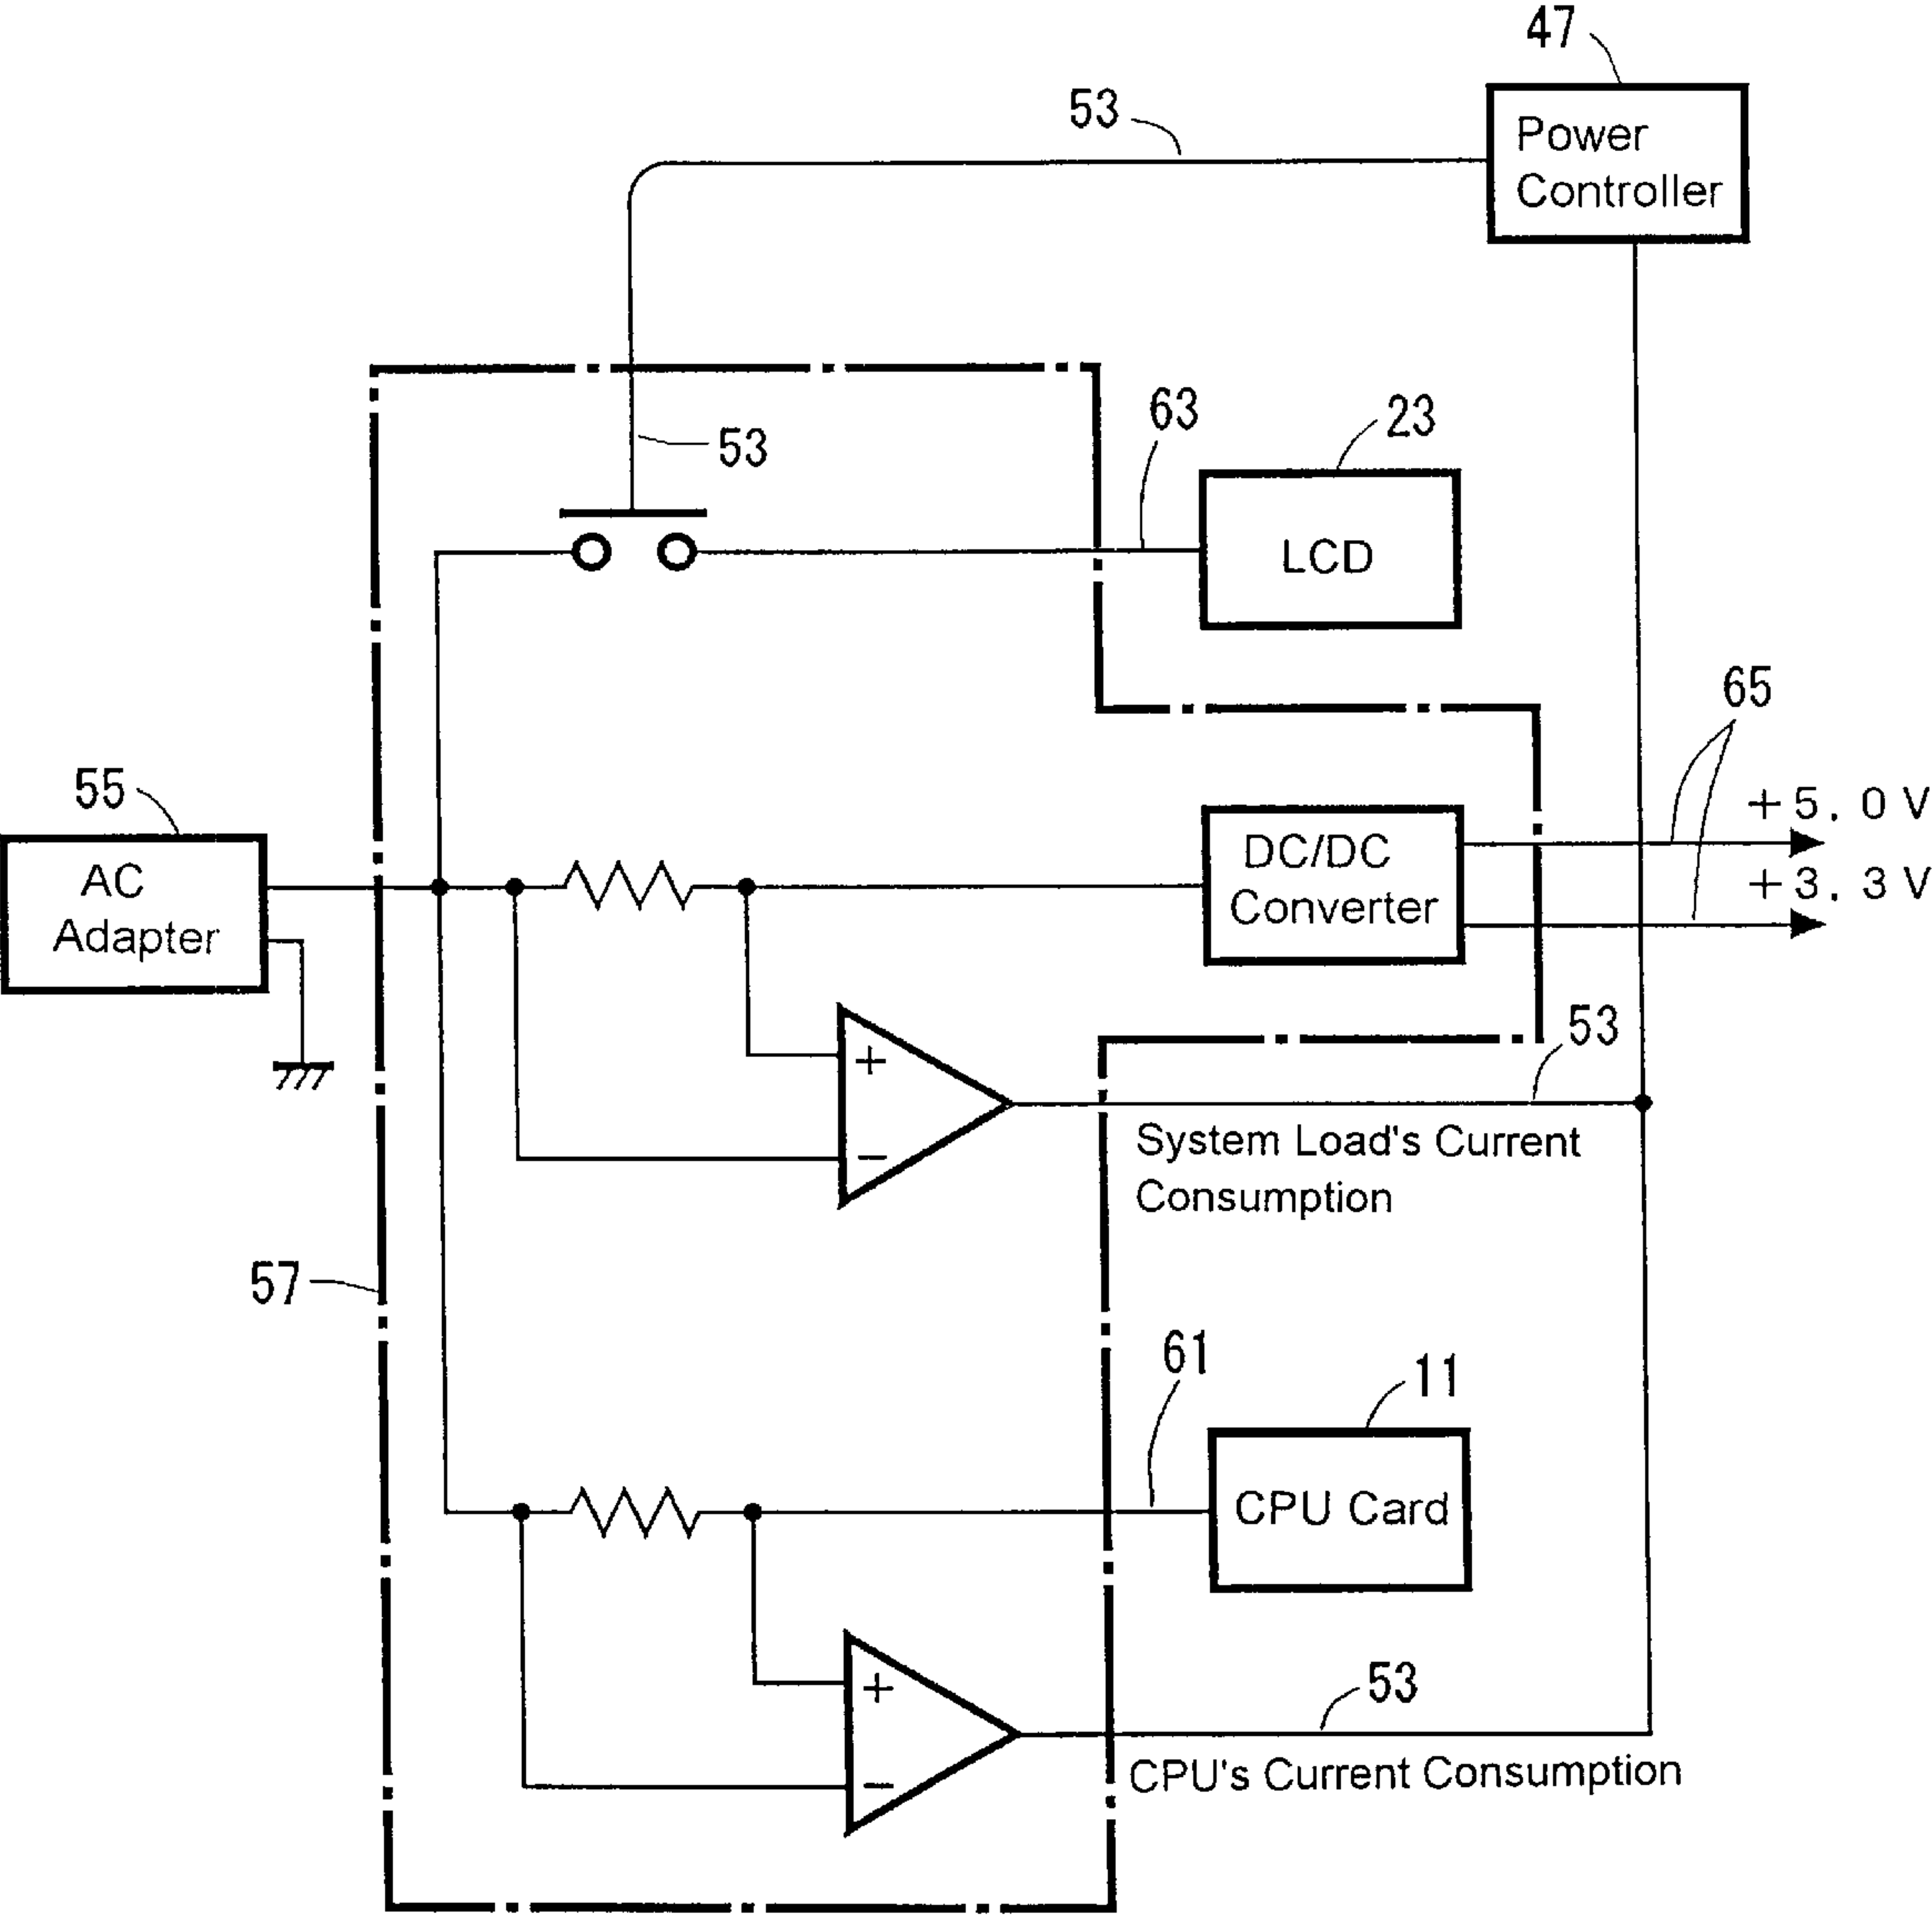 47
53
Power
Controller
53
63
23
LCD
65
55
+5.0V
AC
Adapter
DC/DC
Converter
+3.3V
53
+
−
System Load's Current
Consumption
57
61
11
CPU Card
53
+
−
CPU's Current Consumption